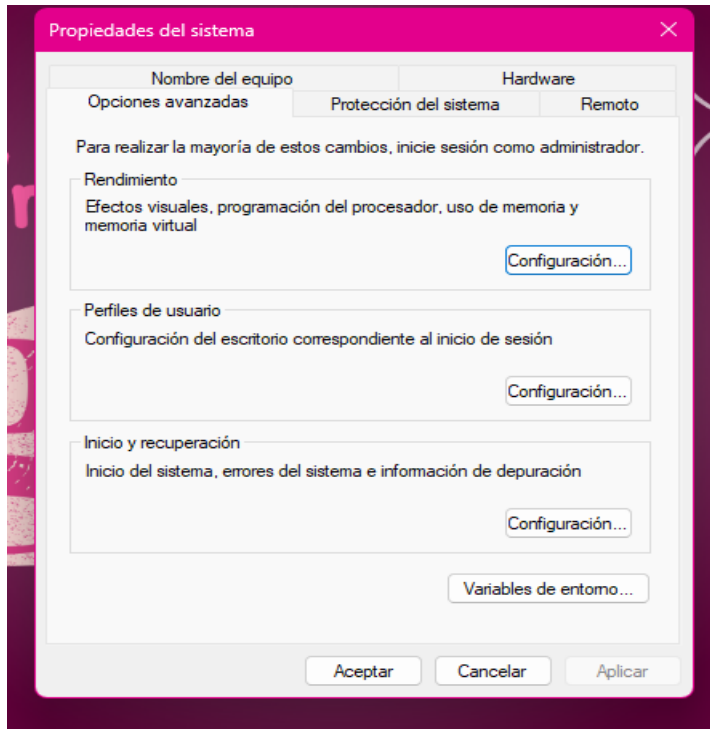 Propiedades del sistema
Nombre del equipo
Hardware
Opciones avanzadas
Protección del sistema
Remoto
Para realizar la mayoría de estos cambios, inicie sesión como administrador.
Rendimiento
Efectos visuales, programación del procesador, uso de memoria y
memoria virtual
Configuración...
Perfiles de usuario
Configuración del escritorio correspondiente al inicio de sesión
Configuración...
Inicio y recuperación
Inicio del sistema, errores del sistema e información de depuración
Configuración...
Variables de entorno...
Aceptar
Cancelar
Aplicar